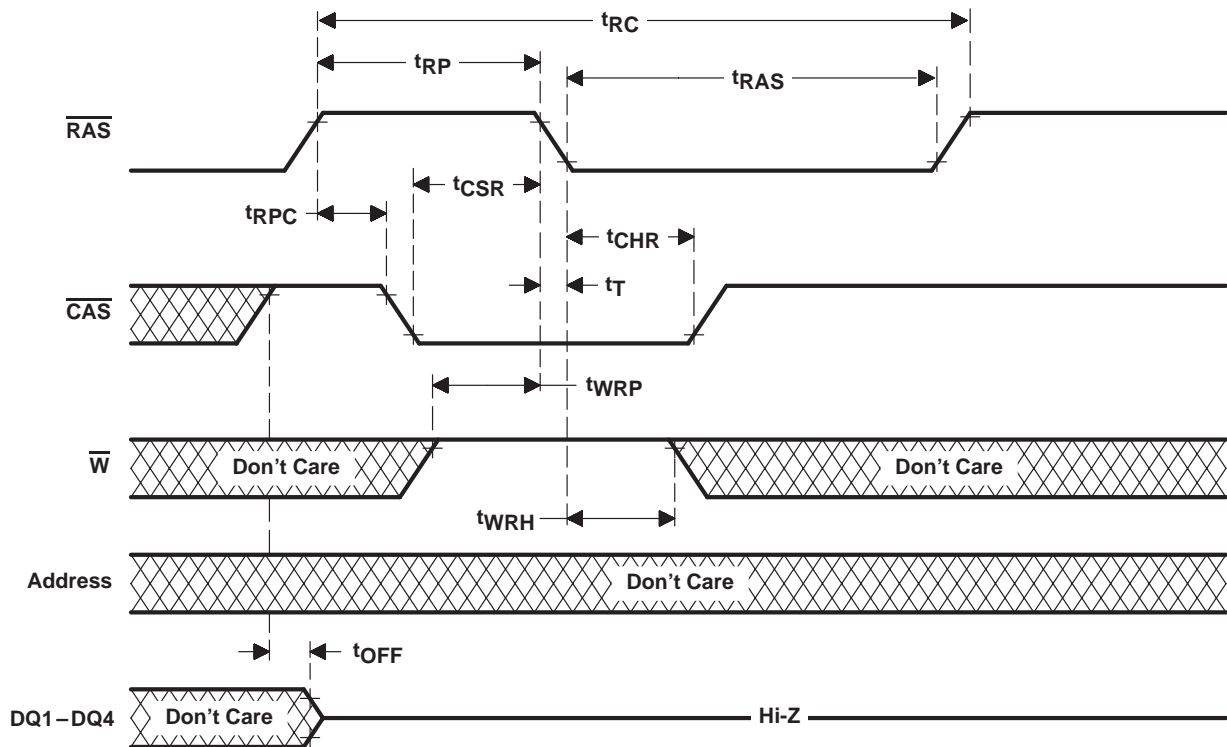 tRC
tRP
tRAS
RAS
tCSR
tRPC
tCHR
tT
CAS
tWRP
W
Don't Care
Don't Care
tWRH
Address
Don't Care
tOFF
DQ1–DQ4
Don't Care
Hi-Z